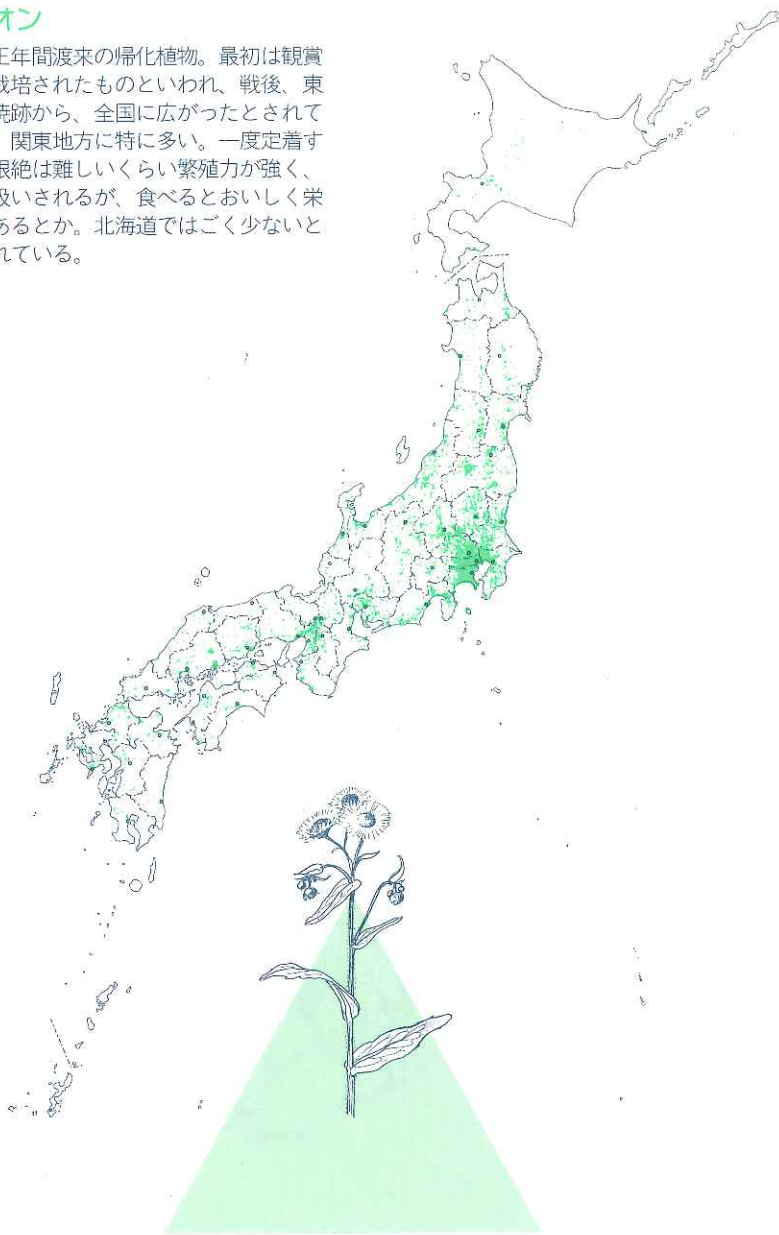 オン
正年間渡来の帰化植物。最初は観賞
栽培されたものといわれ、戦後、東
焼跡から、全国に広がったとされて
関東地方に特に多い。一度定着す
根絶は難しいくらい繁殖力が強く、
扱いされるが、食べるとおいしく栄
あるとか。北海道ではごく少ないと
れている。